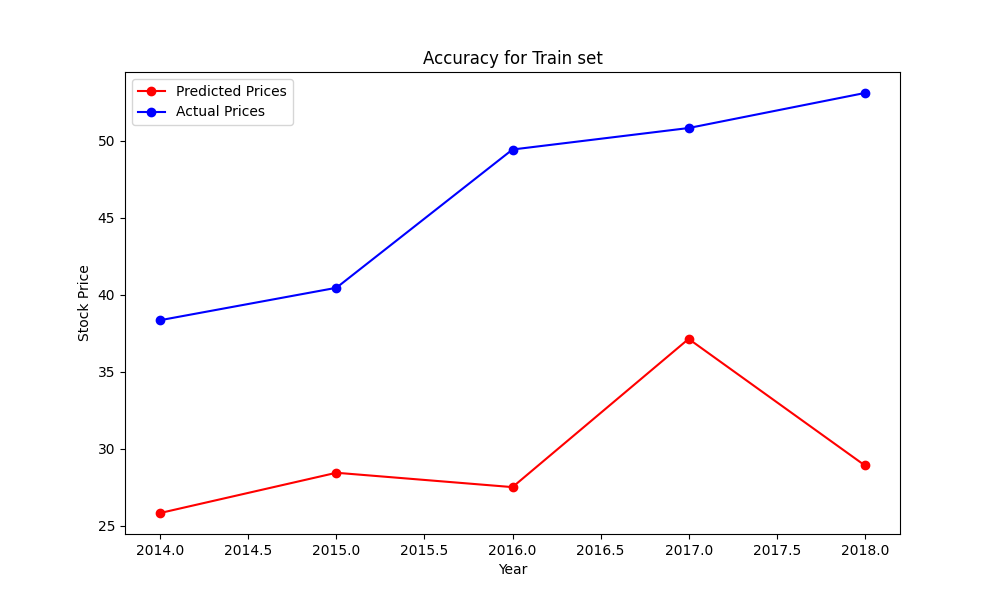 Accuracy for Train set
Predicted Prices
Actual Prices
50
45
40
35
30
25
Stock Price
2014.0 2014.5 2015.0 2015.5 2016.0 2016.5 2017.0 2017.5 2018.0
Year